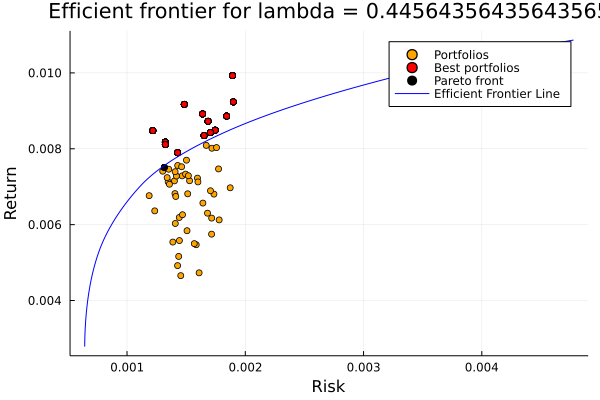 Efficient frontier for lambda = 0.445643564356435
Portfolios
Best portfolios
Pareto front
Efficient Frontier Line
0.010
0.008
0.006
0.004
Return
0.001 0.002 0.003 0.004
Risk